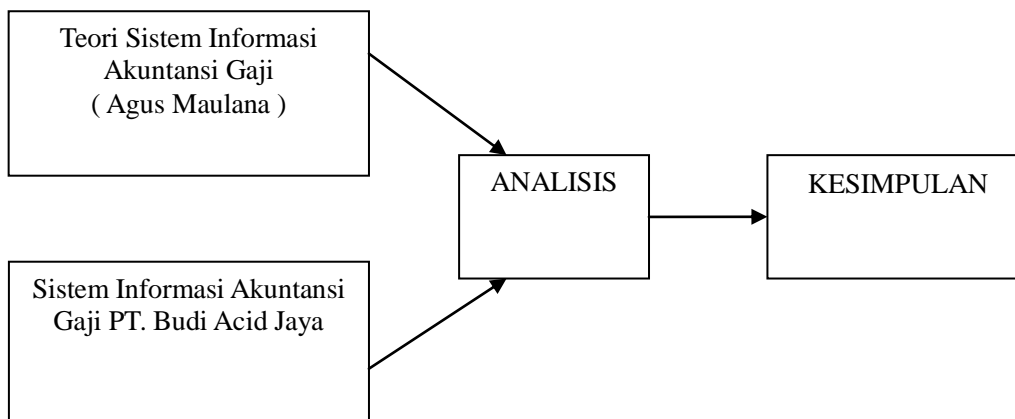 Teori Sistem Informasi
Akuntansi Gaji
( Agus Maulana )
ANALISIS
KESIMPULAN
Sistem Informasi Akuntansi
Gaji PT. Budi Acid Jaya